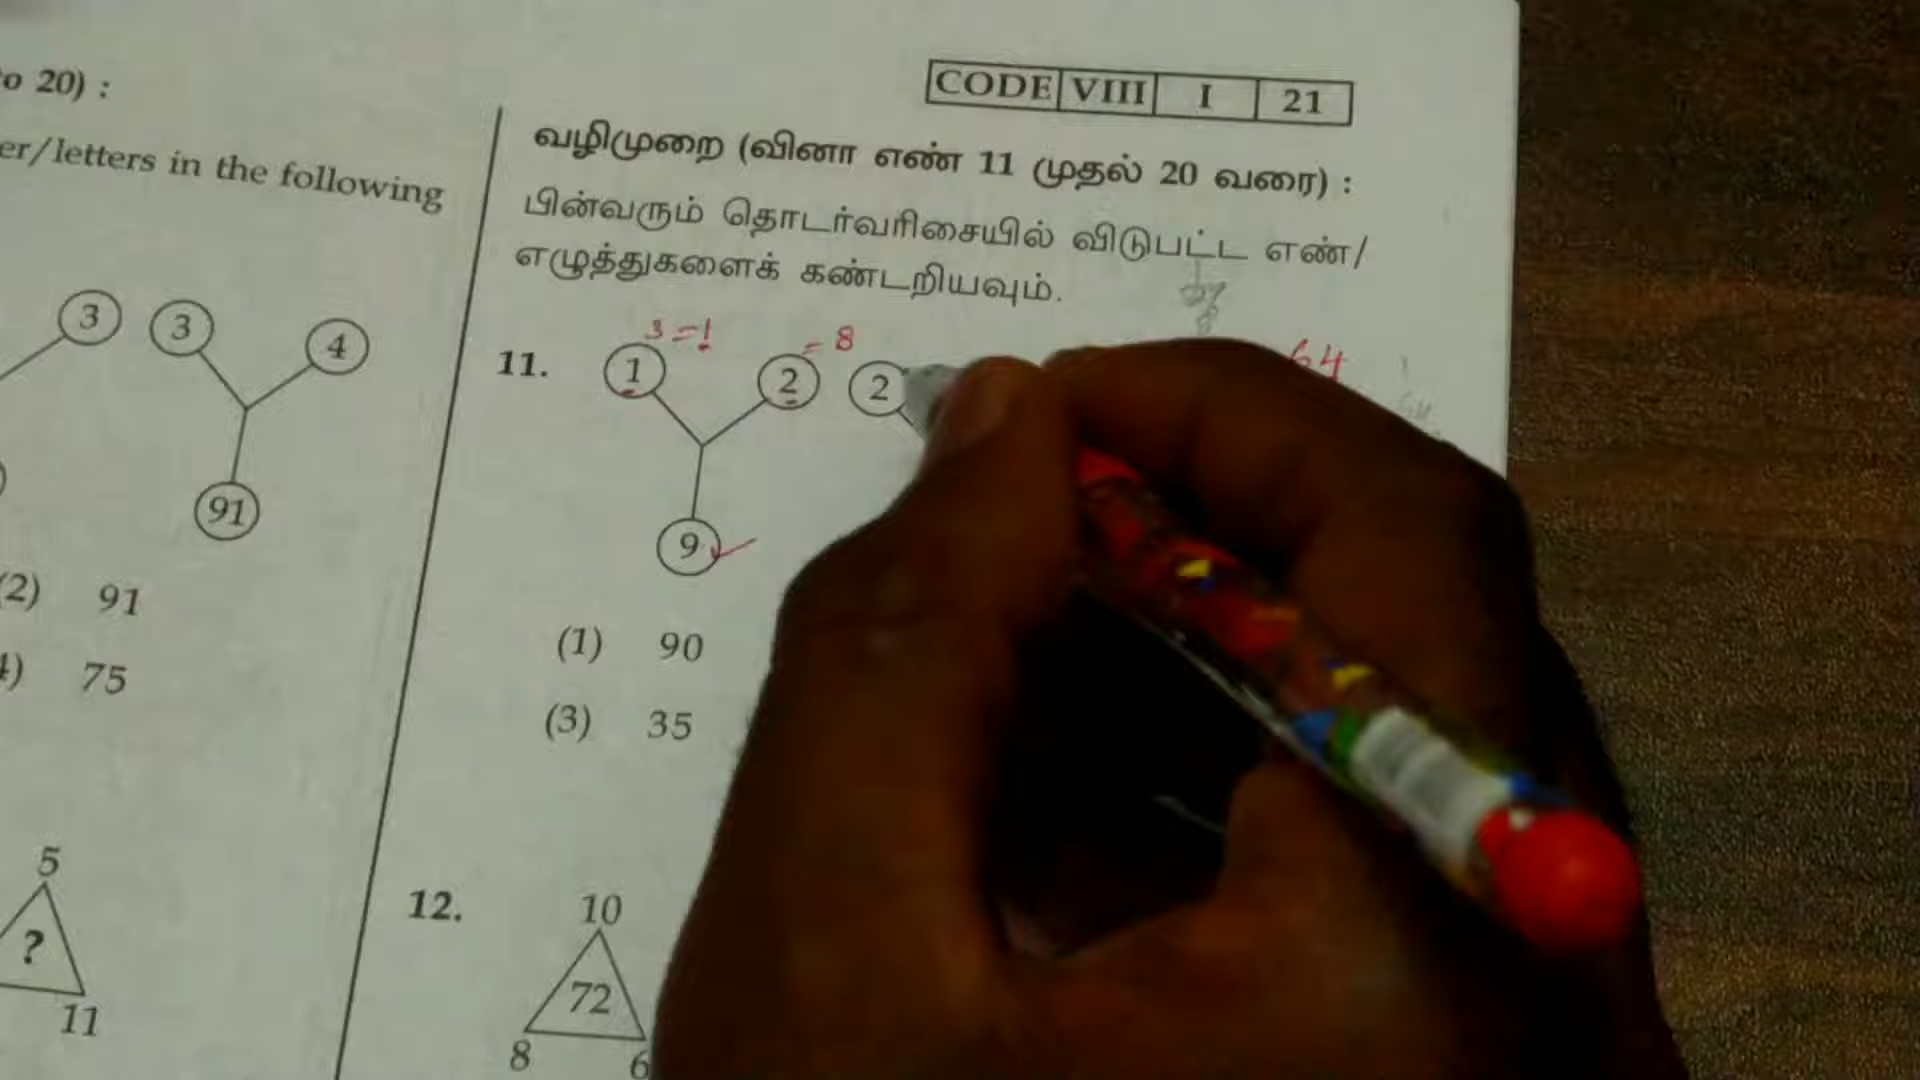 o 20) :
er/letters in the following
3 3 4
91
(2) 91
4) 75
5
?
11
CODE VIII I 21
வழிமுறை (வினா எண் 11 முதல் 20 வரை) :
பின்வரும் தொடர்வரிசையில் விடுபட்ட எண்/
எழுத்துகளைக் கண்டறியவும்.
3 = 1 = 8 64
11. 1 2 2
9
(1) 90
(3) 35
12. 10
72
8 6